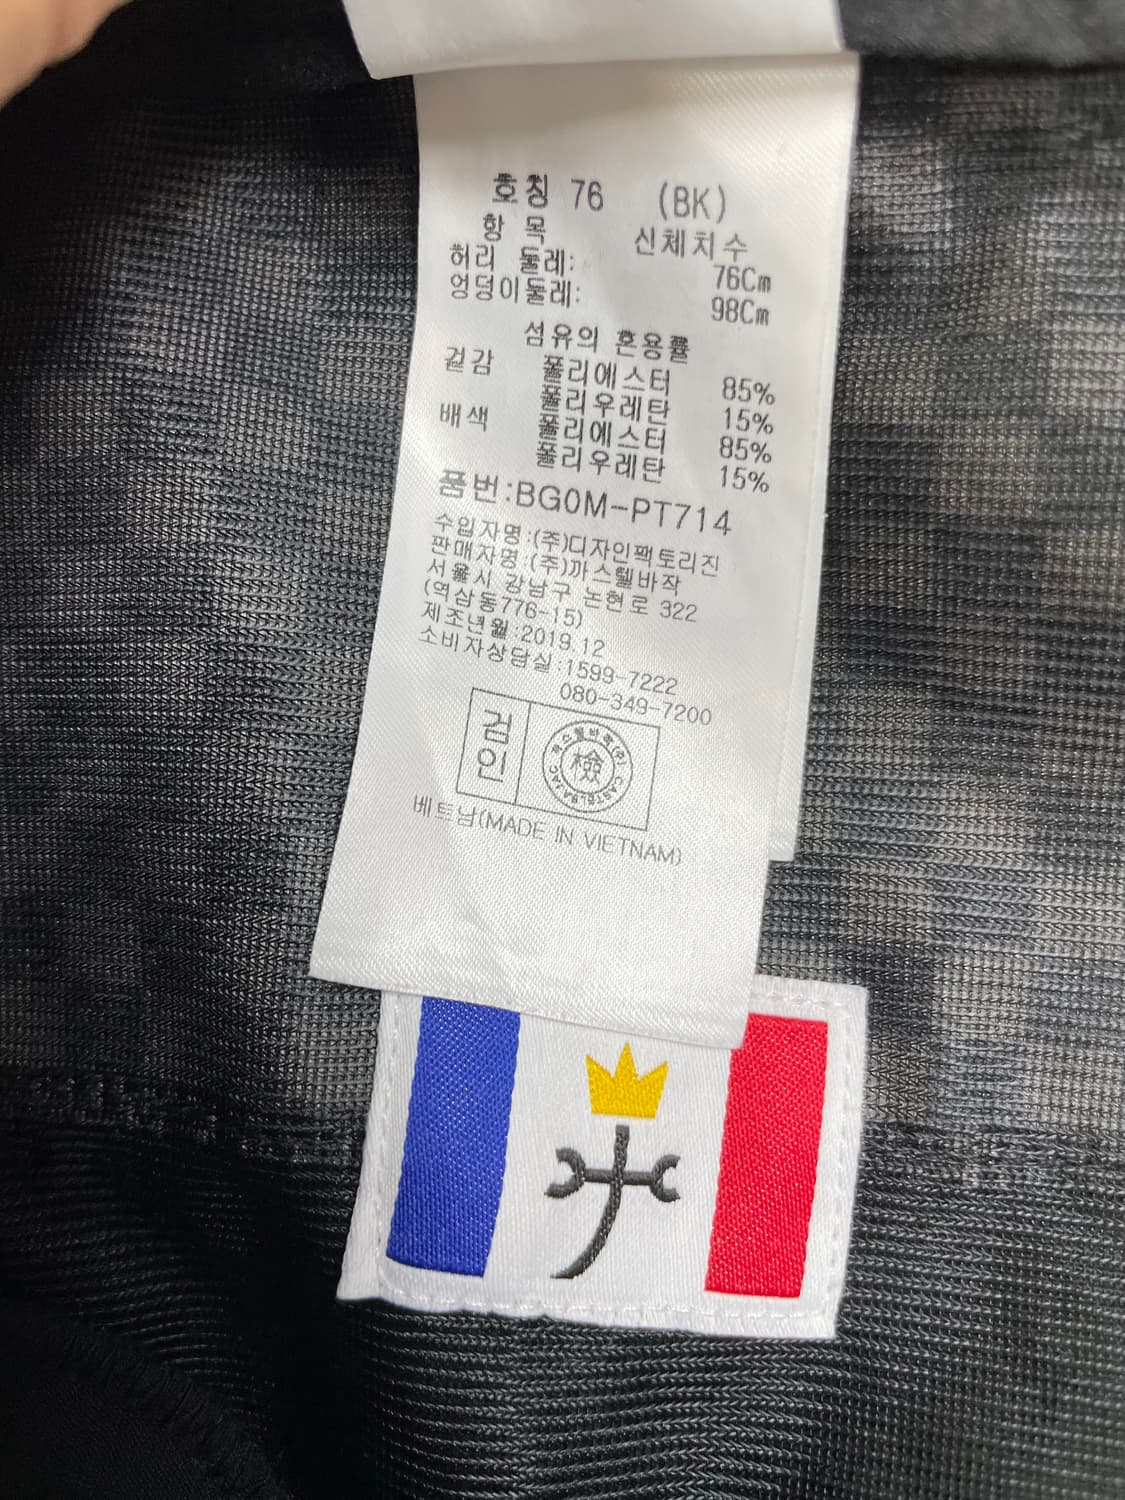 호칭 76 (BK)
항 목 신체치수
허리 둘레: 76Cm
엉덩이둘레: 98Cm
섬유의 혼용률
겉감 폴리에스터 85%
폴리우레탄 15%
배색 폴리에스터 85%
폴리우레탄 15%
품번:BG0M-PT714
수입자명:(주)디자인팩토리진
판매자명:(주)까스텔바작
서울시 강남구 논현로 322
(역삼동776-15)
제조년월:2019.12
소비자상담실:1599-7222
080-349-7200
검인
檢
베트남(MADE IN VIETNAM)